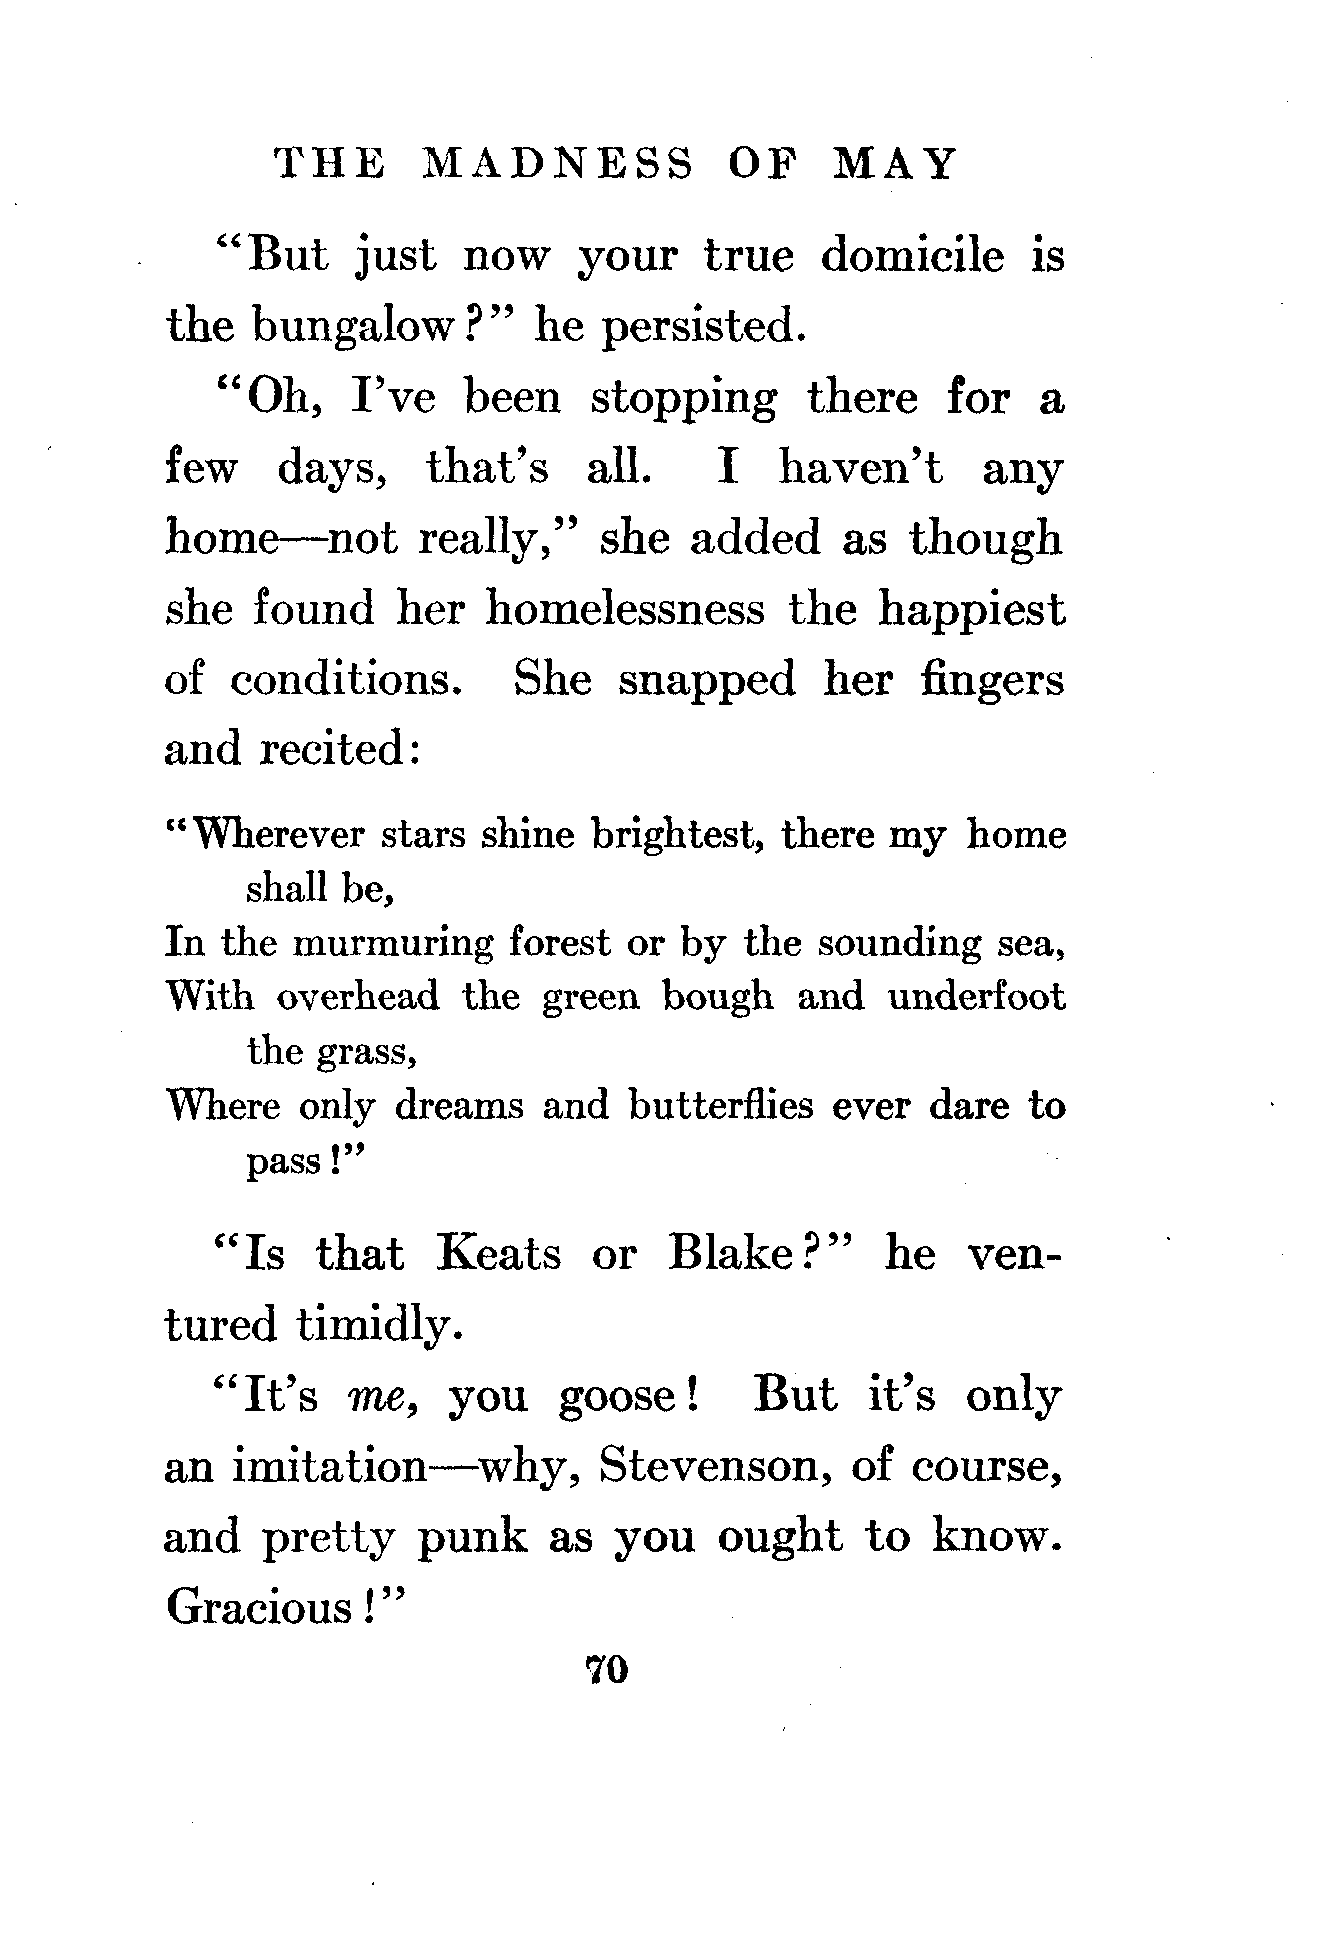 THE MADNESS OF MAY
“But just now your true domicile is
the bungalow?” he persisted.
“Oh, I’ve been stopping there for a
few days, that’s all. I haven’t any
home—not really,” she added as though
she found her homelessness the happiest
of conditions. She snapped her fingers
and recited:
“Wherever stars shine brightest, there my home
shall be,
In the murmuring forest or by the sounding sea,
With overhead the green bough and underfoot
the grass,
Where only dreams and butterflies ever dare to
pass!”
“Is that Keats or Blake?” he ven-
tured timidly.
“It’s me, you goose! But it’s only
an imitation—why, Stevenson, of course,
and pretty punk as you ought to know.
Gracious!”
70